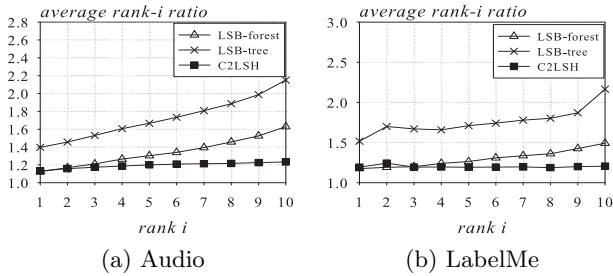 average rank-i ratio
2.8
2.6
2.4
2.2
2.0
1.8
1.6
1.4
1.2
1.0
LSB-forest
LSB-tree
C2LSH
1 2 3 4 5 6 7 8 9 10
rank i
(a) Audio
average rank-i ratio
3.0
2.5
2.0
1.5
1.0
LSB-forest
LSB-tree
C2LSH
1 2 3 4 5 6 7 8 9 10
rank i
(b) LabelMe